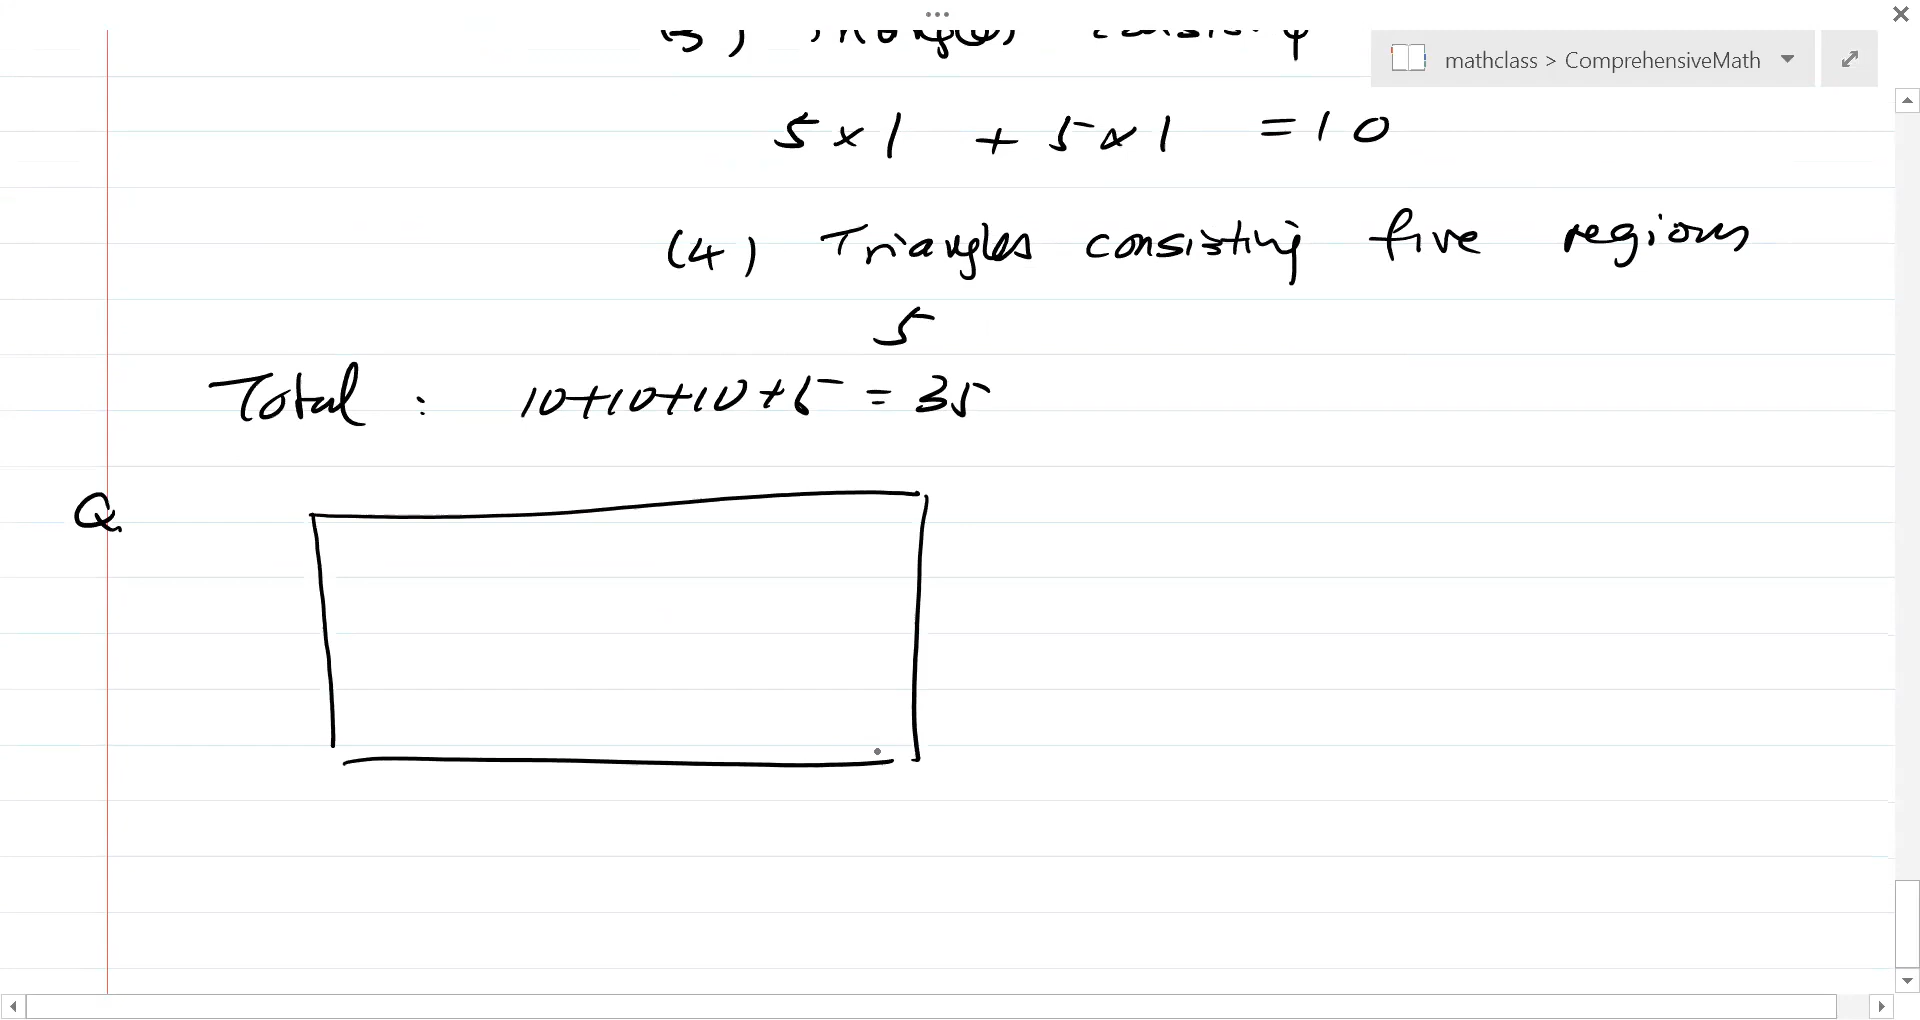 mathclass > ComprehensiveMath
5 x 1 + 5 x 1 = 10
(4) Triangles consisting five regions
5
Total : 10+10+10+5 = 35
Q.